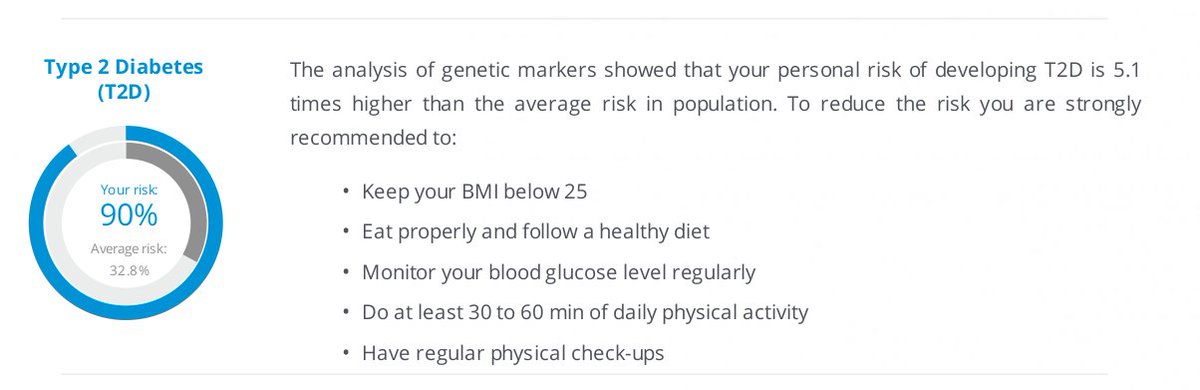 Type 2 Diabetes
(T2D)
Your risk:
90%
Average risk:
32.8%
The analysis of genetic markers showed that your personal risk of developing T2D is 5.1
times higher than the average risk in population. To reduce the risk you are strongly
recommended to:
• Keep your BMI below 25
• Eat properly and follow a healthy diet
• Monitor your blood glucose level regularly
• Do at least 30 to 60 min of daily physical activity
• Have regular physical check-ups